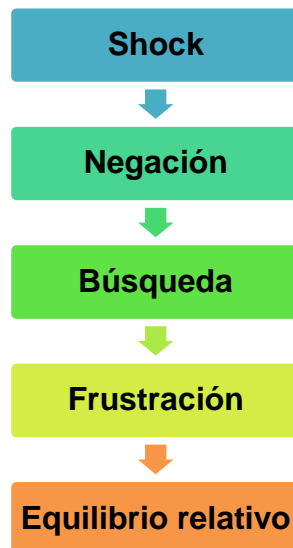 Shock
Negación
Búsqueda
Frustración
Equilibrio relativo